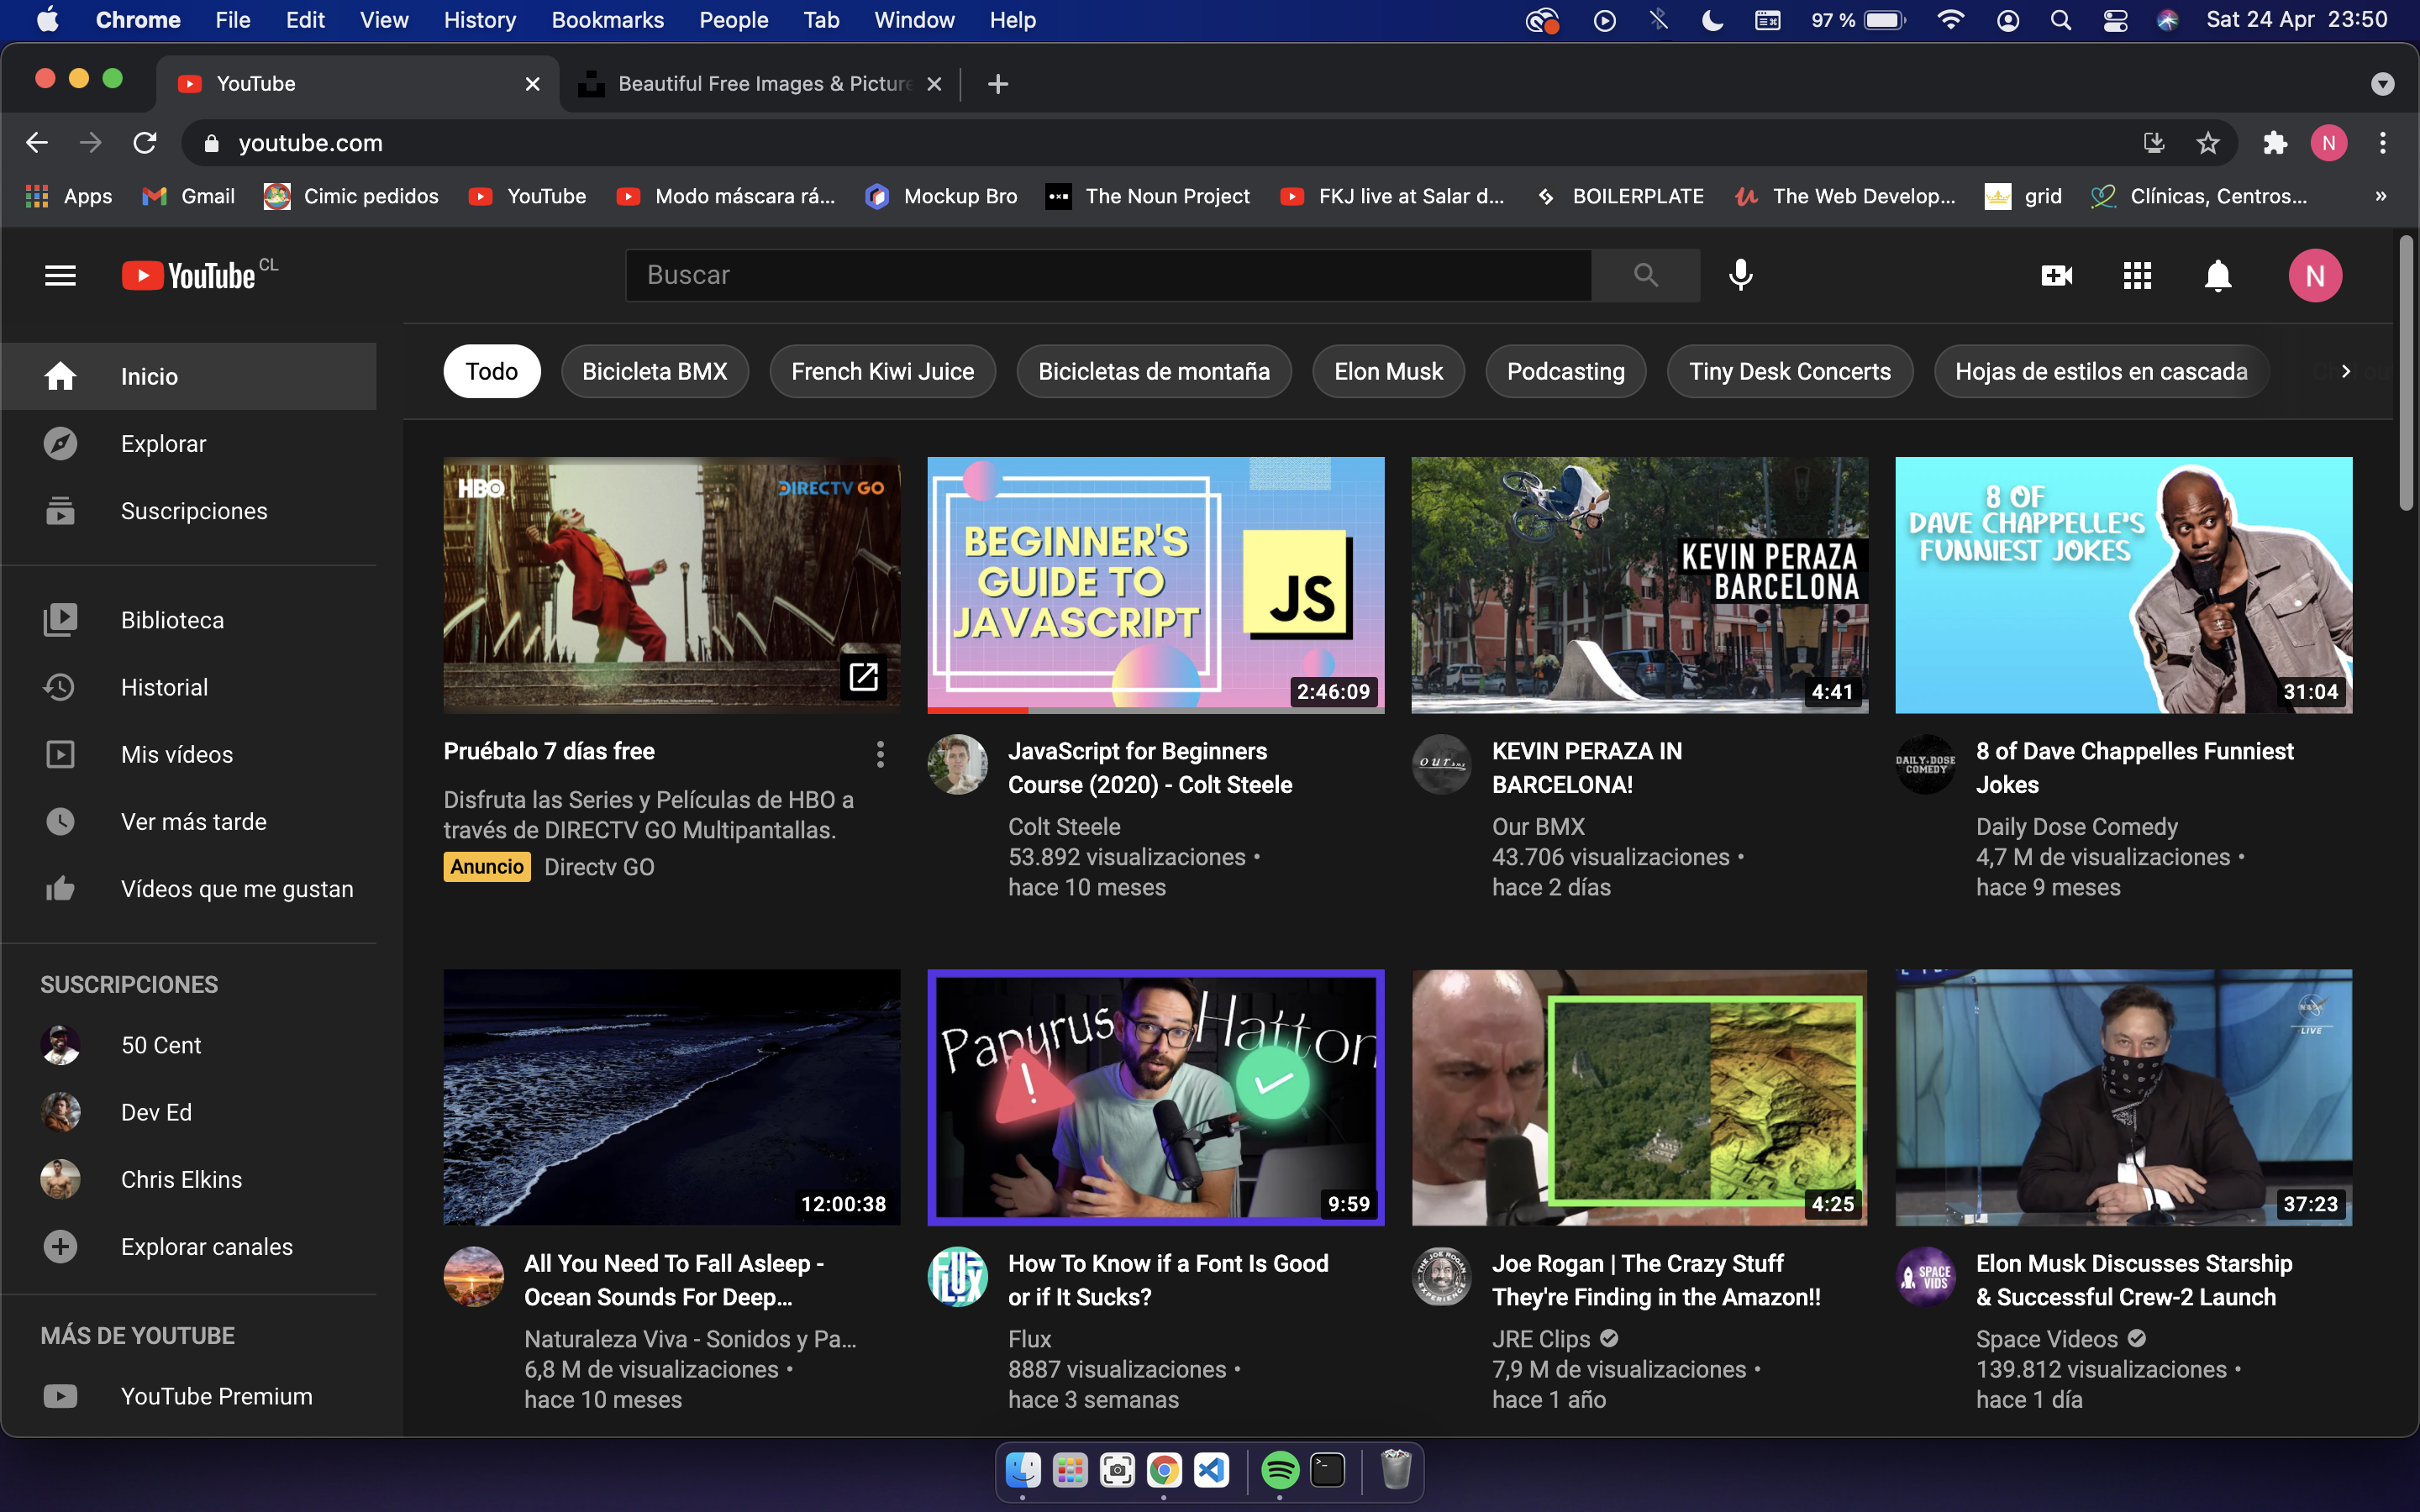 Chrome File Edit View History Bookmarks People Tab Window Help 97 % Sat 24 Apr 23:50
YouTube Beautiful Free Images & Picture
youtube.com N
Apps Gmail Cimic pedidos YouTube Modo máscara rá... Mockup Bro The Noun Project FKJ live at Salar d... BOILERPLATE The Web Develop... grid Clínicas, Centros... »
YouTube CL Buscar N
Todo Bicicleta BMX French Kiwi Juice Bicicletas de montaña Elon Musk Podcasting Tiny Desk Concerts Hojas de estilos en cascada
Inicio
Explorar
Suscripciones
Biblioteca
Historial
Mis vídeos
Ver más tarde
Vídeos que me gustan
SUSCRIPCIONES
50 Cent
Dev Ed
Chris Elkins
Explorar canales
MÁS DE YOUTUBE
YouTube Premium
HBO DIRECTV GO
Pruébalo 7 días free
Disfruta las Series y Películas de HBO a
través de DIRECTV GO Multipantallas.
Anuncio Directv GO
BEGINNER'S
GUIDE TO
JAVASCRIPT
JS
2:46:09
JavaScript for Beginners
Course (2020) - Colt Steele
Colt Steele
53.892 visualizaciones •
hace 10 meses
KEVIN PERAZA
BARCELONA
4:41
KEVIN PERAZA IN
BARCELONA!
Our BMX
43.706 visualizaciones •
hace 2 días
8 OF
DAVE CHAPPELLE'S
FUNNIEST JOKES
31:04
DAILY DOSE
COMEDY
8 of Dave Chappelles Funniest
Jokes
Daily Dose Comedy
4,7 M de visualizaciones •
hace 9 meses
12:00:38
All You Need To Fall Asleep -
Ocean Sounds For Deep...
Naturaleza Viva - Sonidos y Pa...
6,8 M de visualizaciones •
hace 10 meses
Papyrus Hatton
9:59
FLUX
How To Know if a Font Is Good
or if It Sucks?
Flux
8887 visualizaciones •
hace 3 semanas
4:25
THE JOE ROGAN
EXPERIENCE
Joe Rogan | The Crazy Stuff
They're Finding in the Amazon!!
JRE Clips
7,9 M de visualizaciones •
hace 1 año
NASA
LIVE
37:23
SPACE
VIDS
Elon Musk Discusses Starship
& Successful Crew-2 Launch
Space Videos
139.812 visualizaciones •
hace 1 día